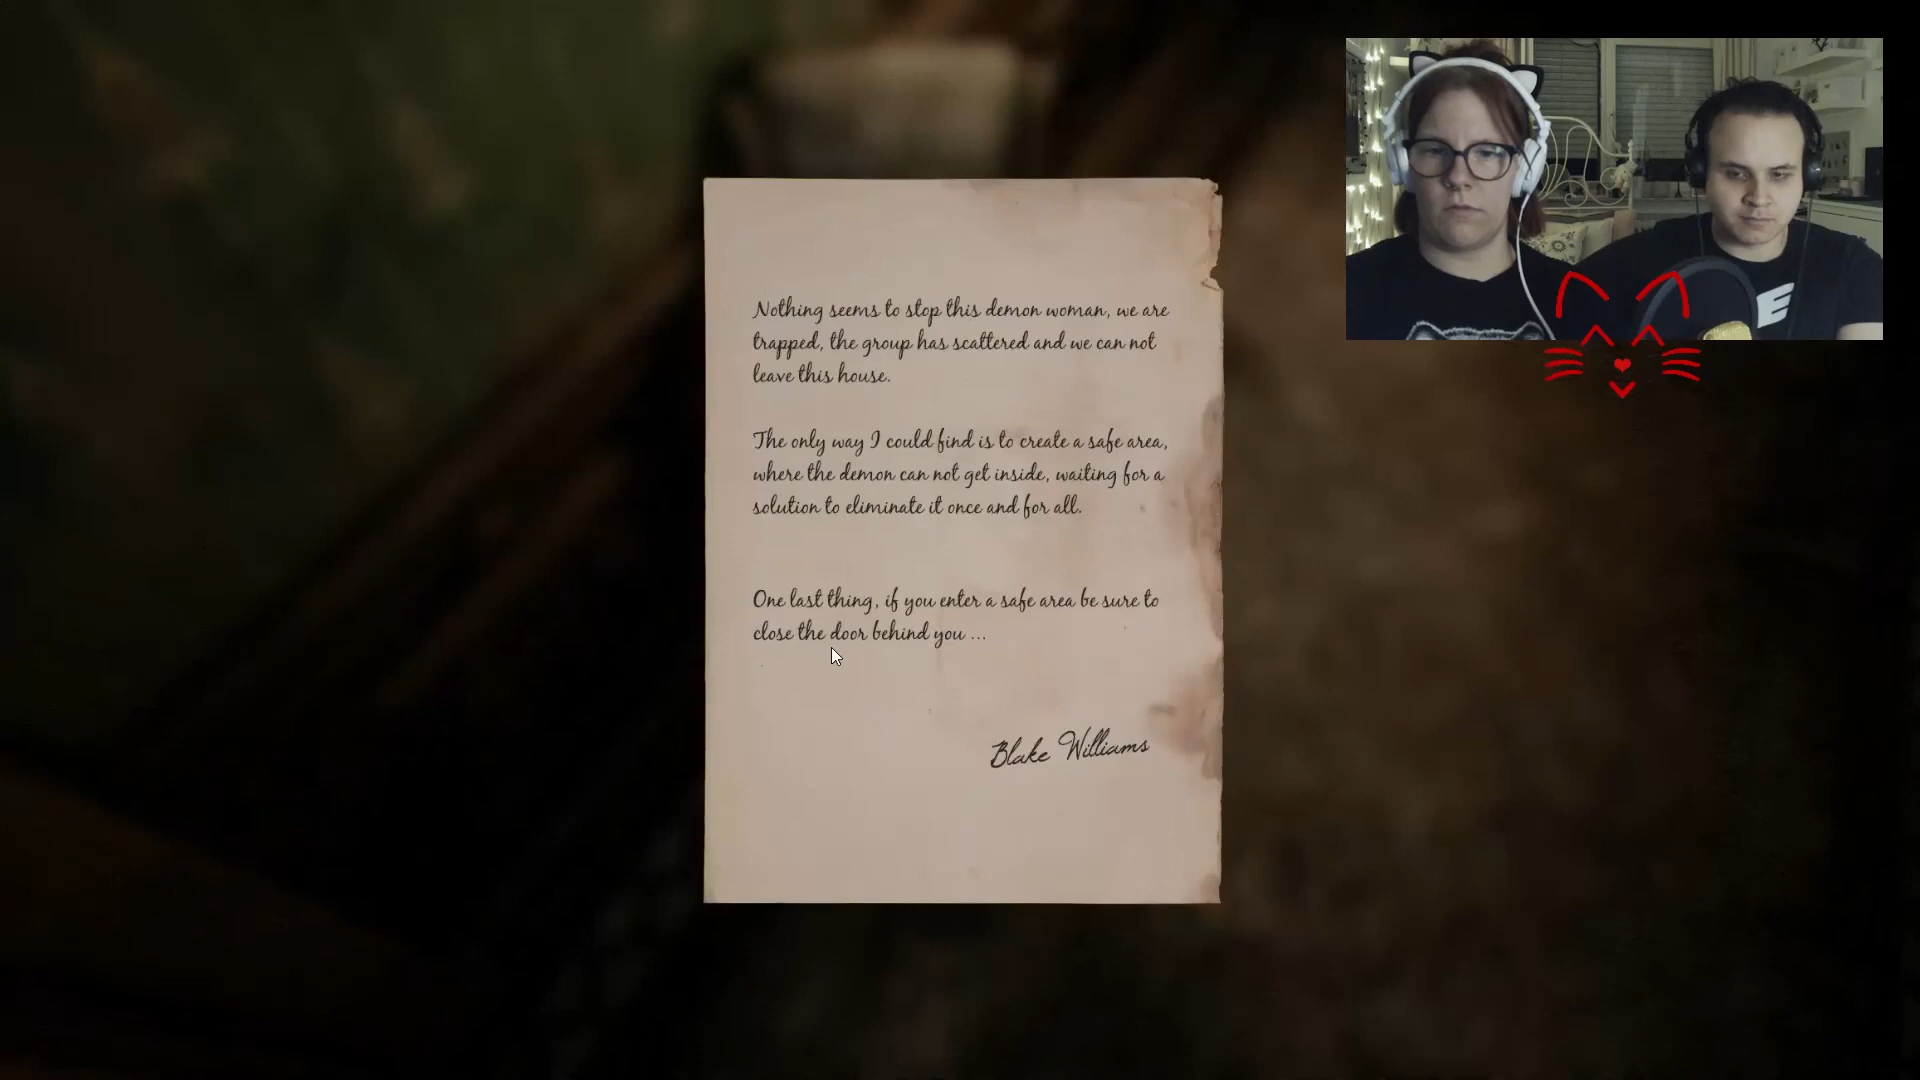 Nothing seems to stop this demon woman, we are
trapped, the group has scattered and we can not
leave this house.
The only way I could find is to create a safe area,
where the demon can not get inside, waiting for a
solution to eliminate it once and for all.
One last thing, if you enter a safe area be sure to
close the door behind you ...
Blake Williams
E